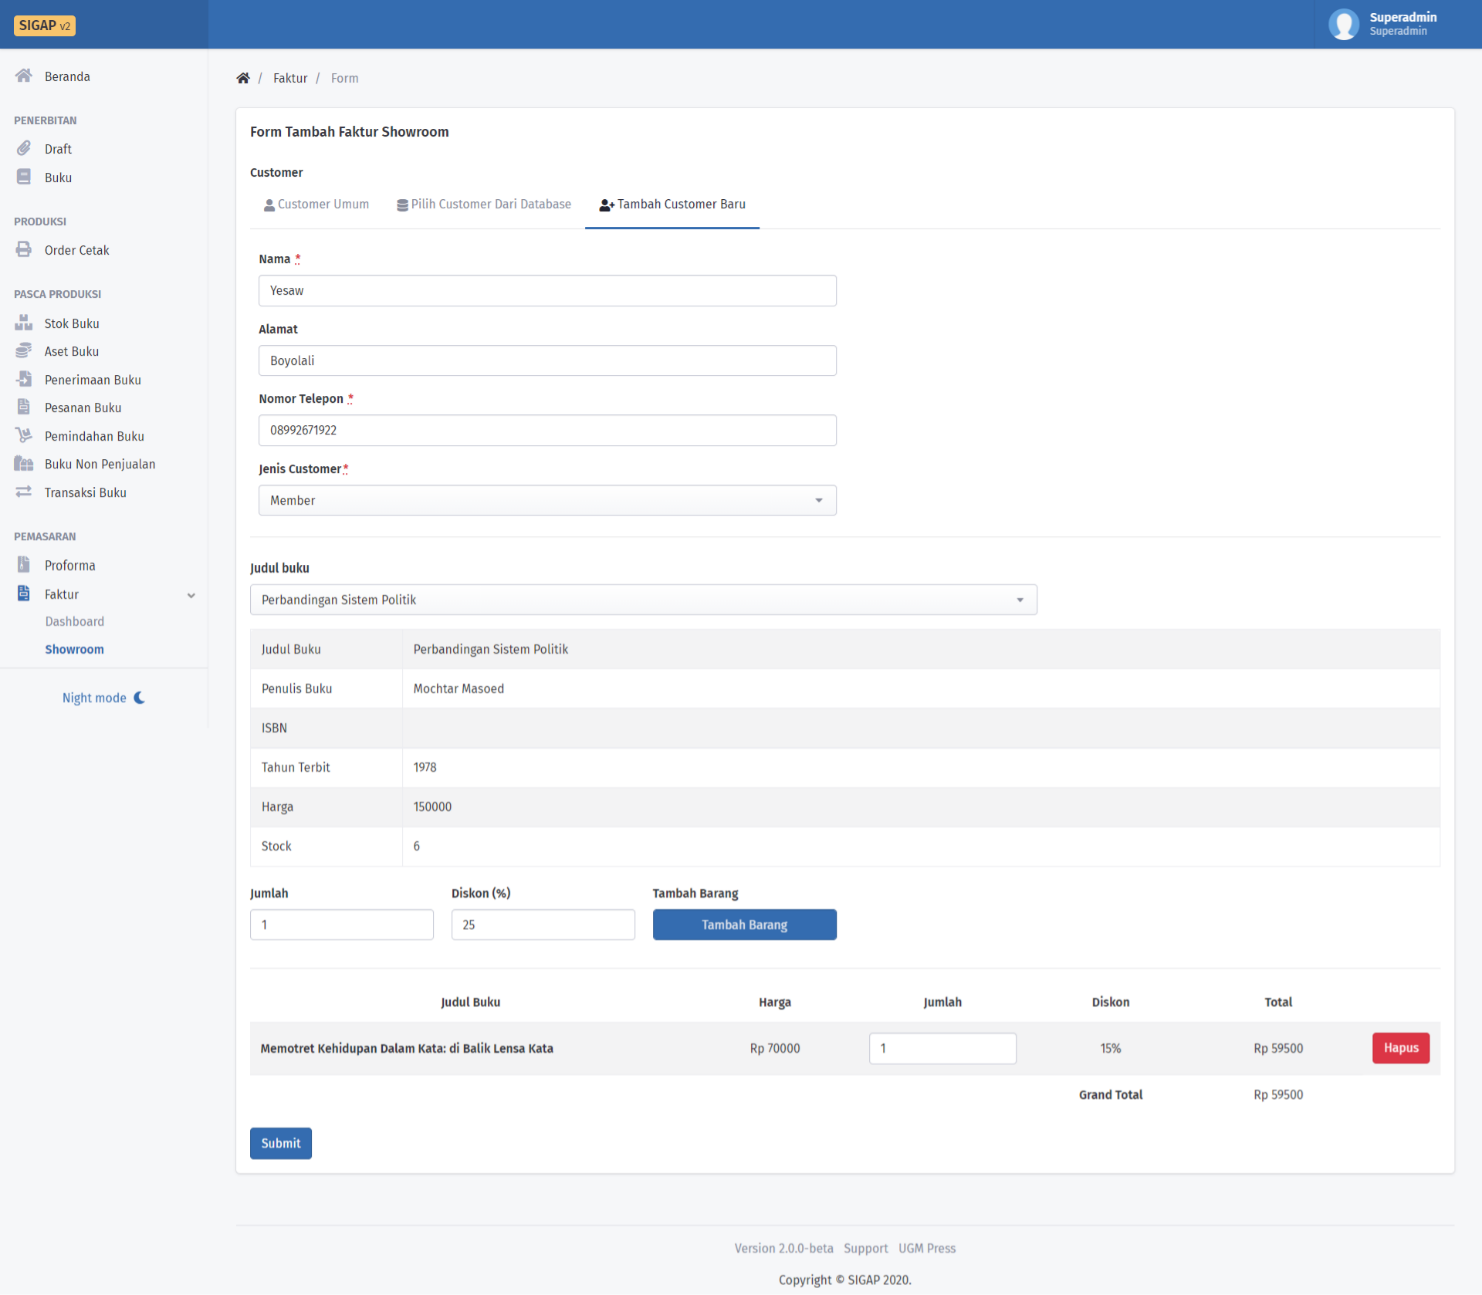 SIGAP v2
Superadmin
Superadmin
Beranda
PENERBITAN
Draft
Buku
PRODUKSI
Order Cetak
PASCA PRODUKSI
Stok Buku
Aset Buku
Penerimaan Buku
Pesanan Buku
Pemindahan Buku
Buku Non Penjualan
Transaksi Buku
PEMASARAN
Proforma
Faktur
Dashboard
Showroom
Night mode
/ Faktur / Form
Form Tambah Faktur Showroom
Customer
Customer Umum Pilih Customer Dari Database Tambah Customer Baru
Nama *
Yesaw
Alamat
Boyolali
Nomor Telepon *
08992671922
Jenis Customer*
Member
Judul buku
Perbandingan Sistem Politik
Judul Buku Perbandingan Sistem Politik
Penulis Buku Mochtar Masoed
ISBN
Tahun Terbit 1978
Harga 150000
Stock 6
Jumlah Diskon (%) Tambah Barang
1 25 Tambah Barang
Judul Buku Harga Jumlah Diskon Total
Memotret Kehidupan Dalam Kata: di Balik Lensa Kata Rp 70000 1 15% Rp 59500 Hapus
Grand Total Rp 59500
Submit
Version 2.0.0-beta Support UGM Press
Copyright © SIGAP 2020.